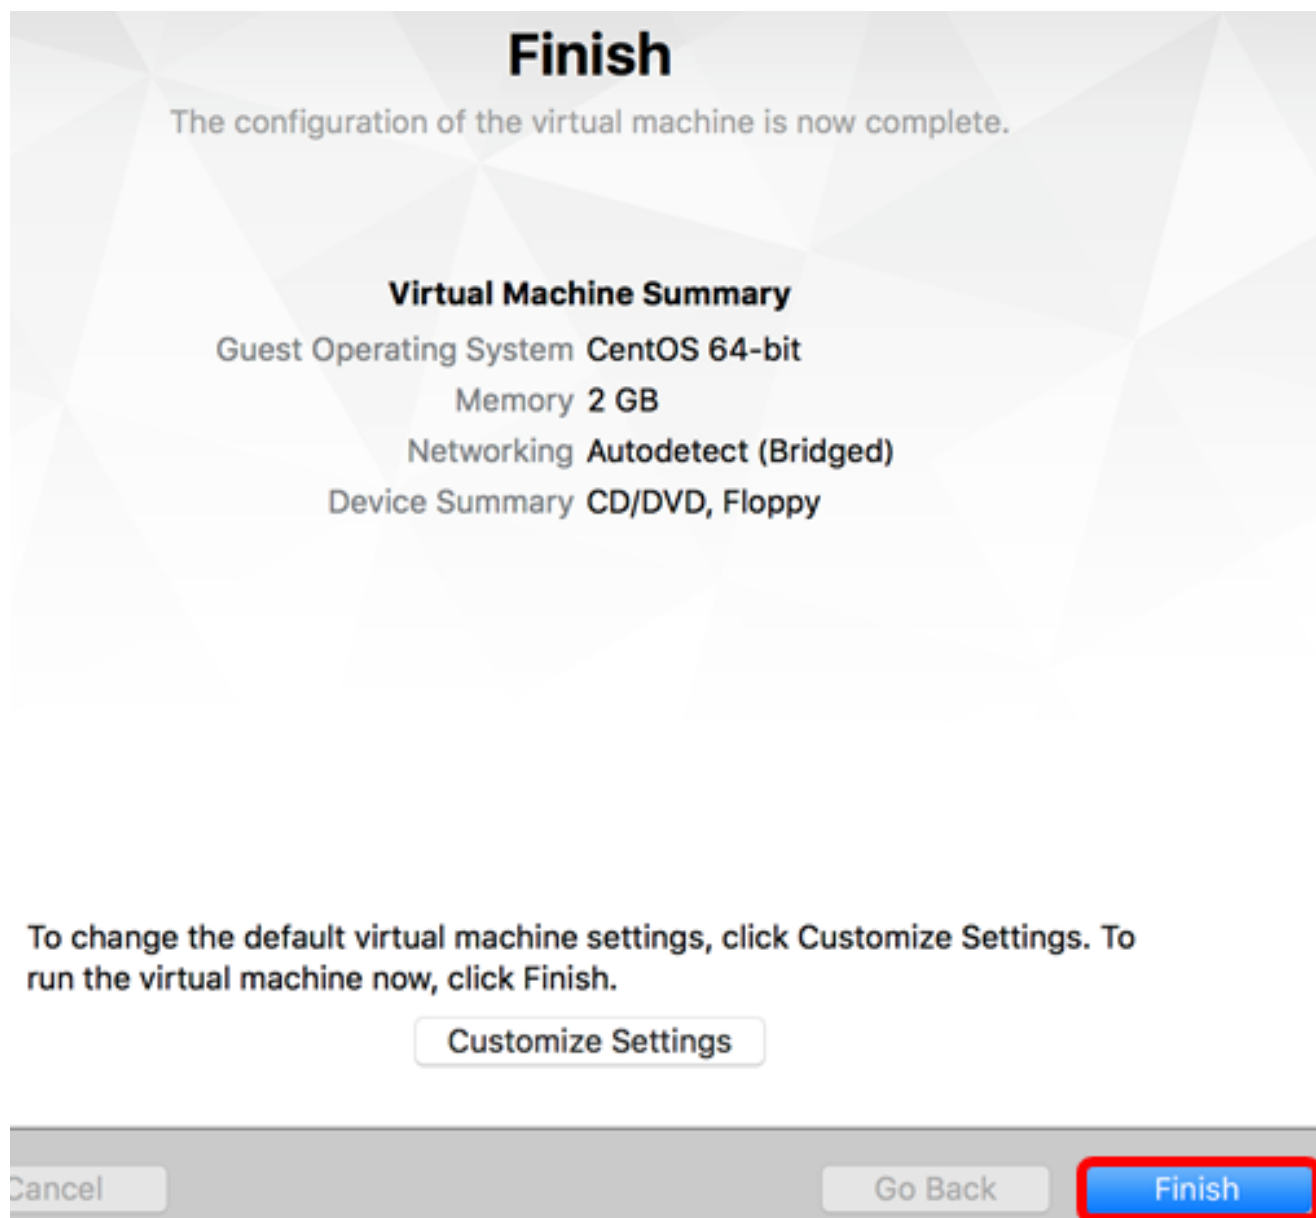 Finish
The configuration of the virtual machine is now complete.
Virtual Machine Summary
Guest Operating System CentOS 64-bit
Memory 2 GB
Networking Autodetect (Bridged)
Device Summary CD/DVD, Floppy
To change the default virtual machine settings, click Customize Settings. To
run the virtual machine now, click Finish.
Customize Settings
Cancel Go Back Finish